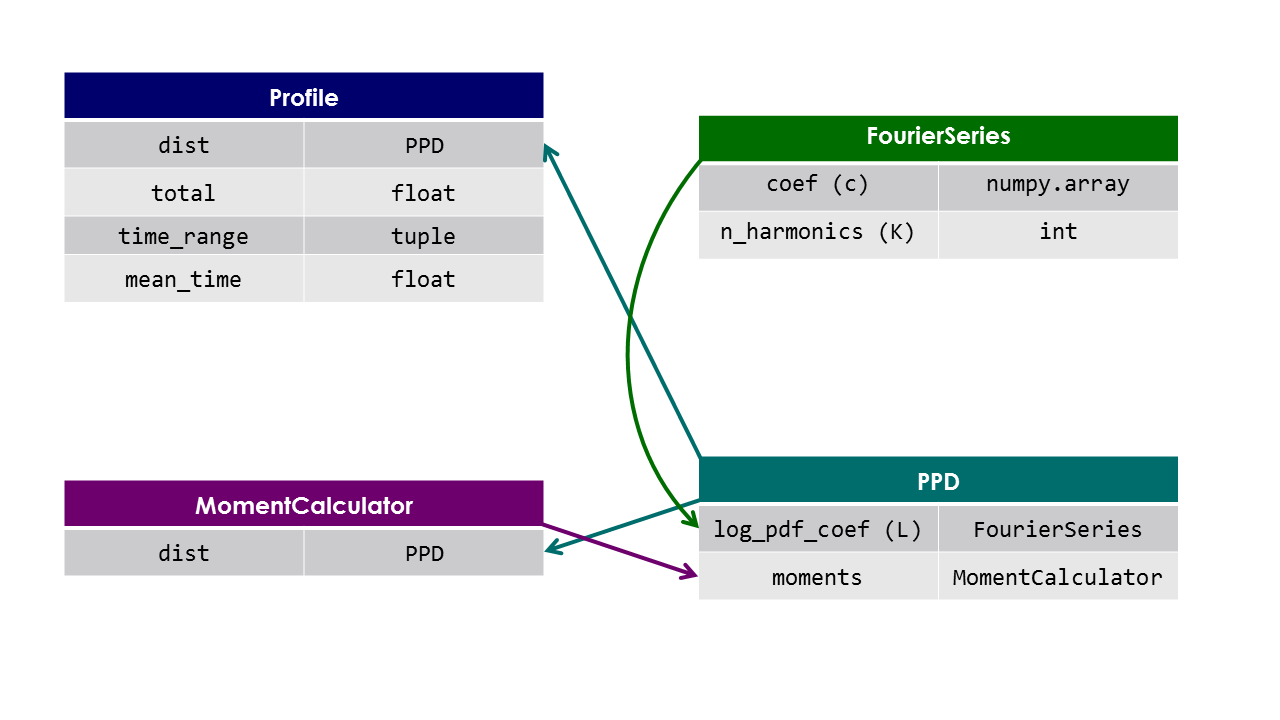 Profile
dist PPD
total float
time_range tuple
mean_time float
FourierSeries
coef (c) numpy.array
n_harmonics (K) int
MomentCalculator
dist PPD
PPD
log_pdf_coef (L) FourierSeries
moments MomentCalculator